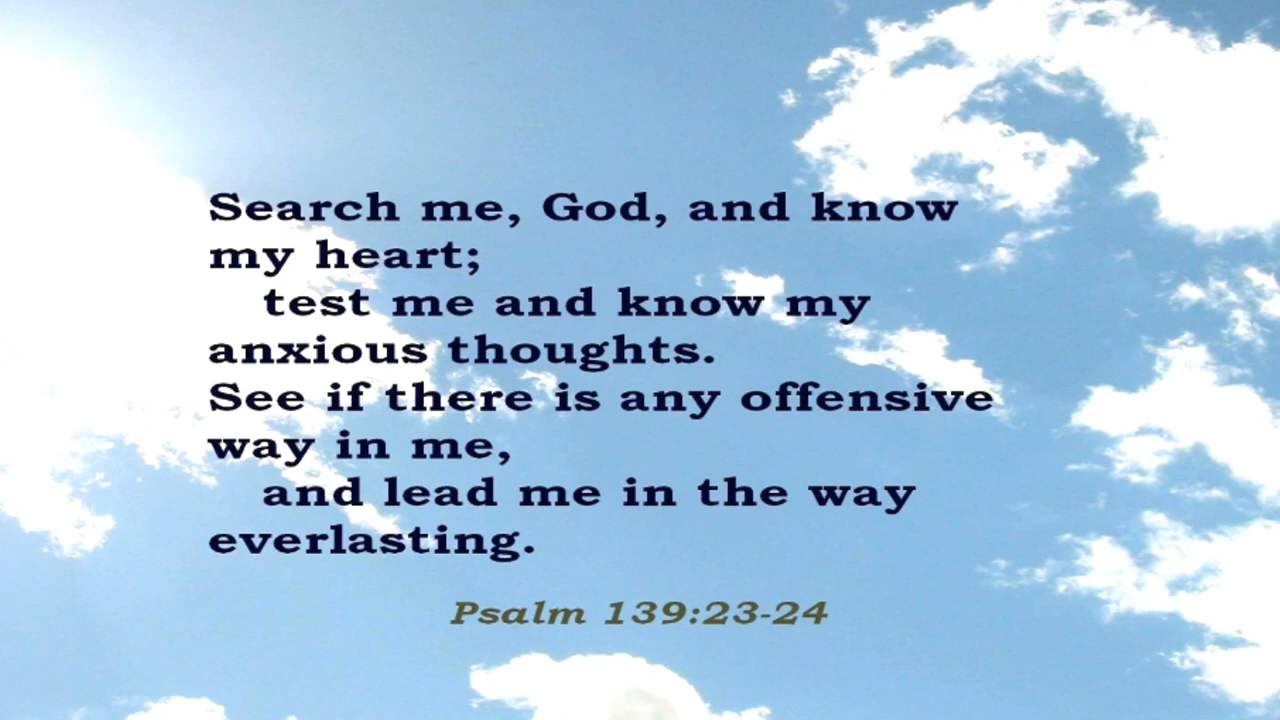 Search me, God, and know
my heart;
test me and know my
anxious thoughts.
See if there is any offensive
way in me,
and lead me in the way
everlasting.
Psalm 139:23-24